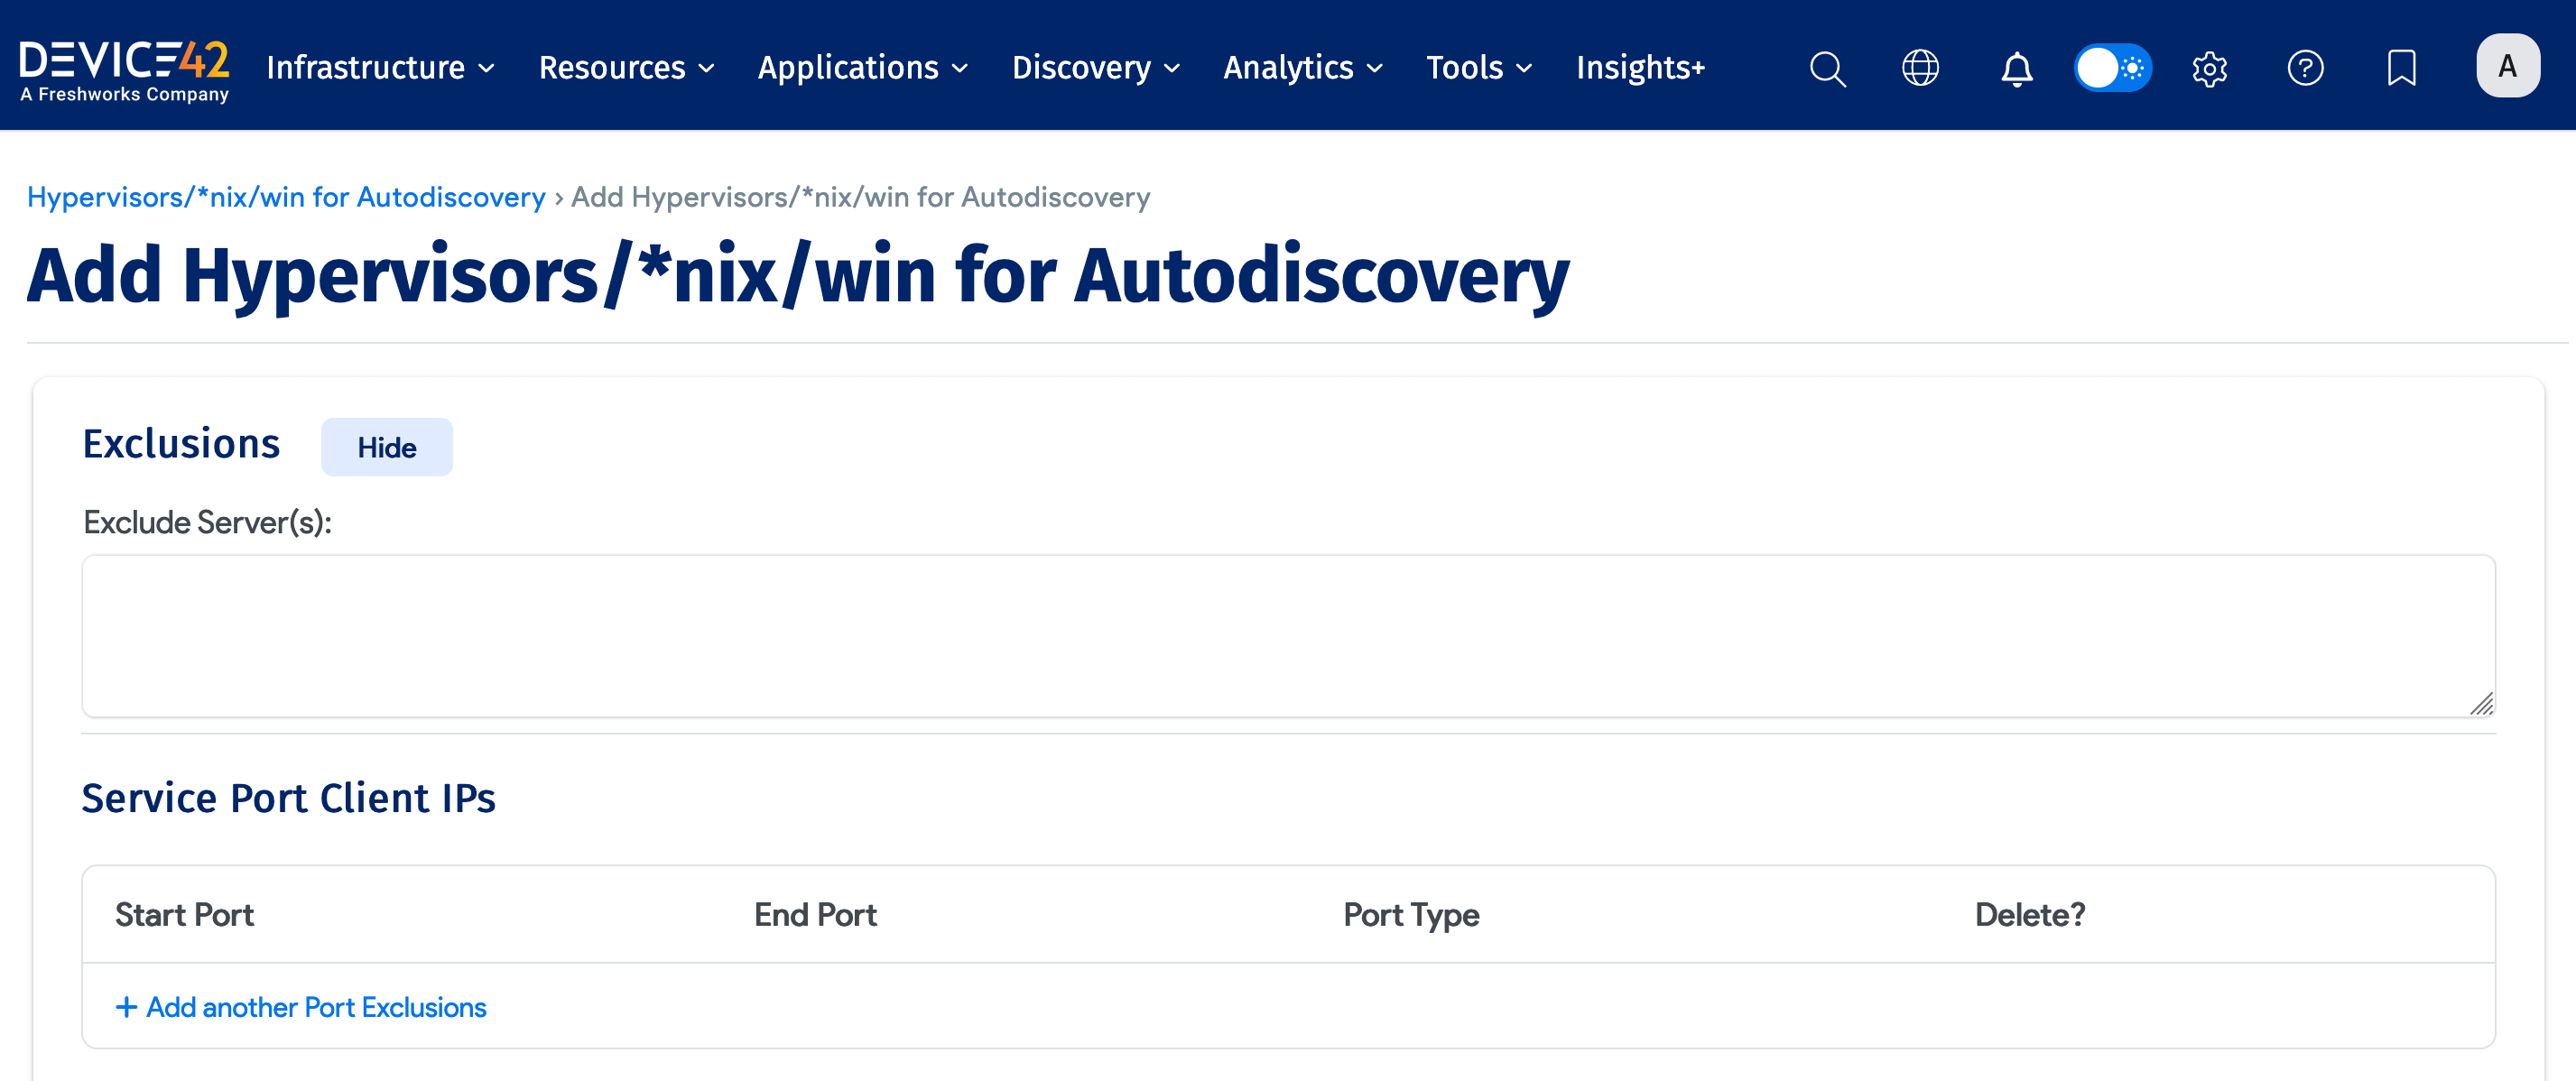 DEVICE42
A Freshworks Company
Infrastructure Resources Applications Discovery Analytics Tools Insights+
A
Hypervisors/*nix/win for Autodiscovery › Add Hypervisors/*nix/win for Autodiscovery
Add Hypervisors/*nix/win for Autodiscovery
Exclusions Hide
Exclude Server(s):
Service Port Client IPs
Start Port End Port Port Type Delete?
+ Add another Port Exclusions